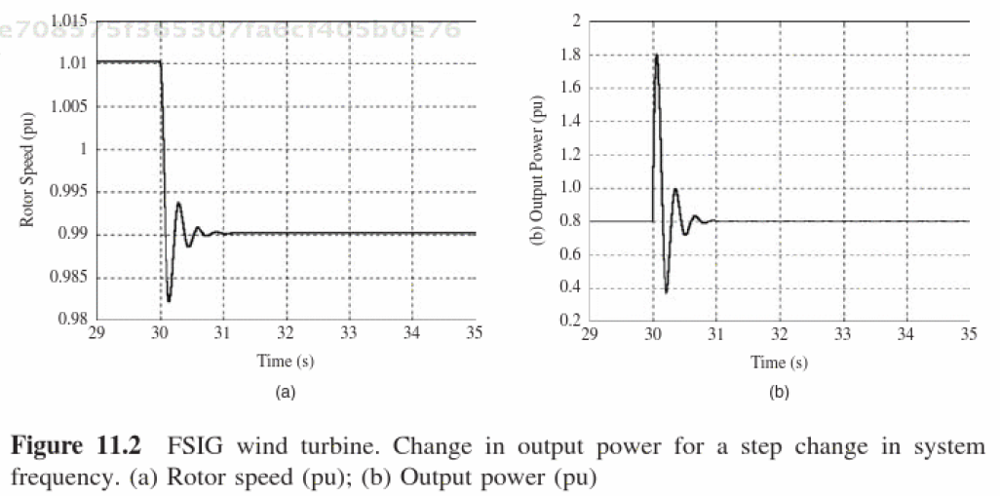 e708575f365307fa6cf405b0e76
1.015
1.01
1.005
1
0.995
0.99
0.985
0.98
29 30 31 32 33 34 35
Rotor Speed (pu)
Time (s)
(a)
2
1.8
1.6
1.4
1.2
1.0
0.8
0.6
0.4
0.2
29 30 31 32 33 34 35
(b) Output Power (pu)
Time (s)
(b)
Figure 11.2 FSIG wind turbine. Change in output power for a step change in system
frequency. (a) Rotor speed (pu); (b) Output power (pu)